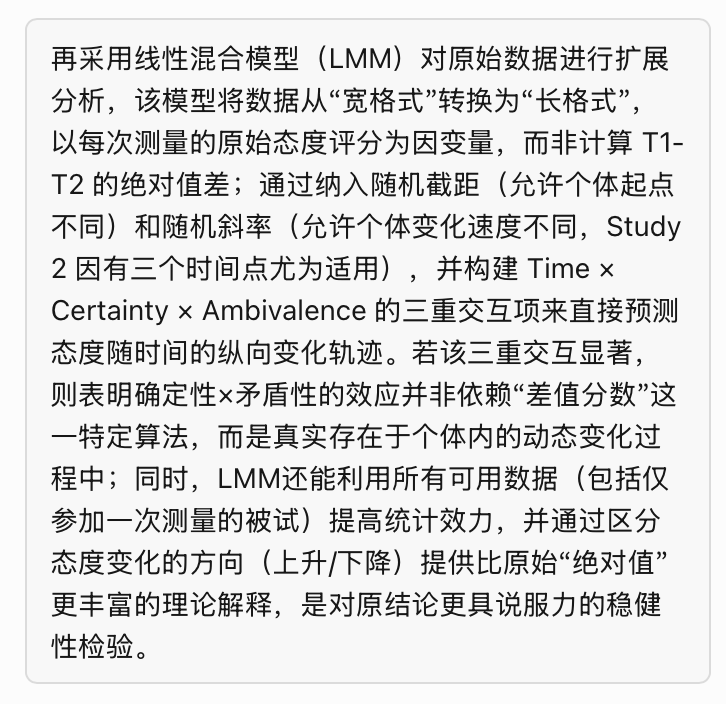 再采用线性混合模型（LMM）对原始数据进行扩展
分析，该模型将数据从“宽格式”转换为“长格式”，
以每次测量的原始态度评分为因变量，而非计算 T1-
T2 的绝对值差；通过纳入随机截距（允许个体起点
不同）和随机斜率（允许个体变化速度不同，Study
2 因有三个时间点尤为适用），并构建 Time ×
Certainty × Ambivalence 的三重交互项来直接预测
态度随时间的纵向变化轨迹。若该三重交互显著，
则表明确定性×矛盾性的效应并非依赖“差值分数”这
一特定算法，而是真实存在于个体内的动态变化过
程中；同时，LMM还能利用所有可用数据（包括仅
参加一次测量的被试）提高统计效力，并通过区分
态度变化的方向（上升/下降）提供比原始“绝对值”
更丰富的理论解释，是对原结论更具说服力的稳健
性检验。